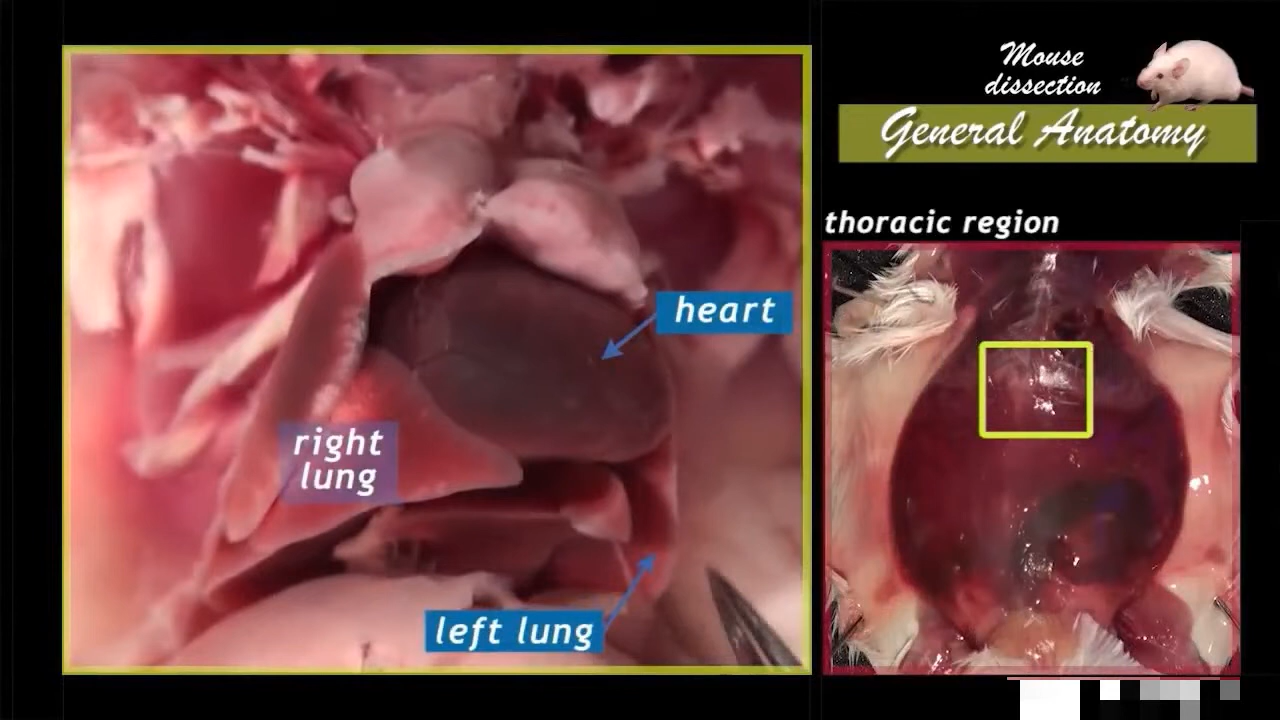 Mouse
dissection
General Anatomy
thoracic region
heart
right
lung
left lung